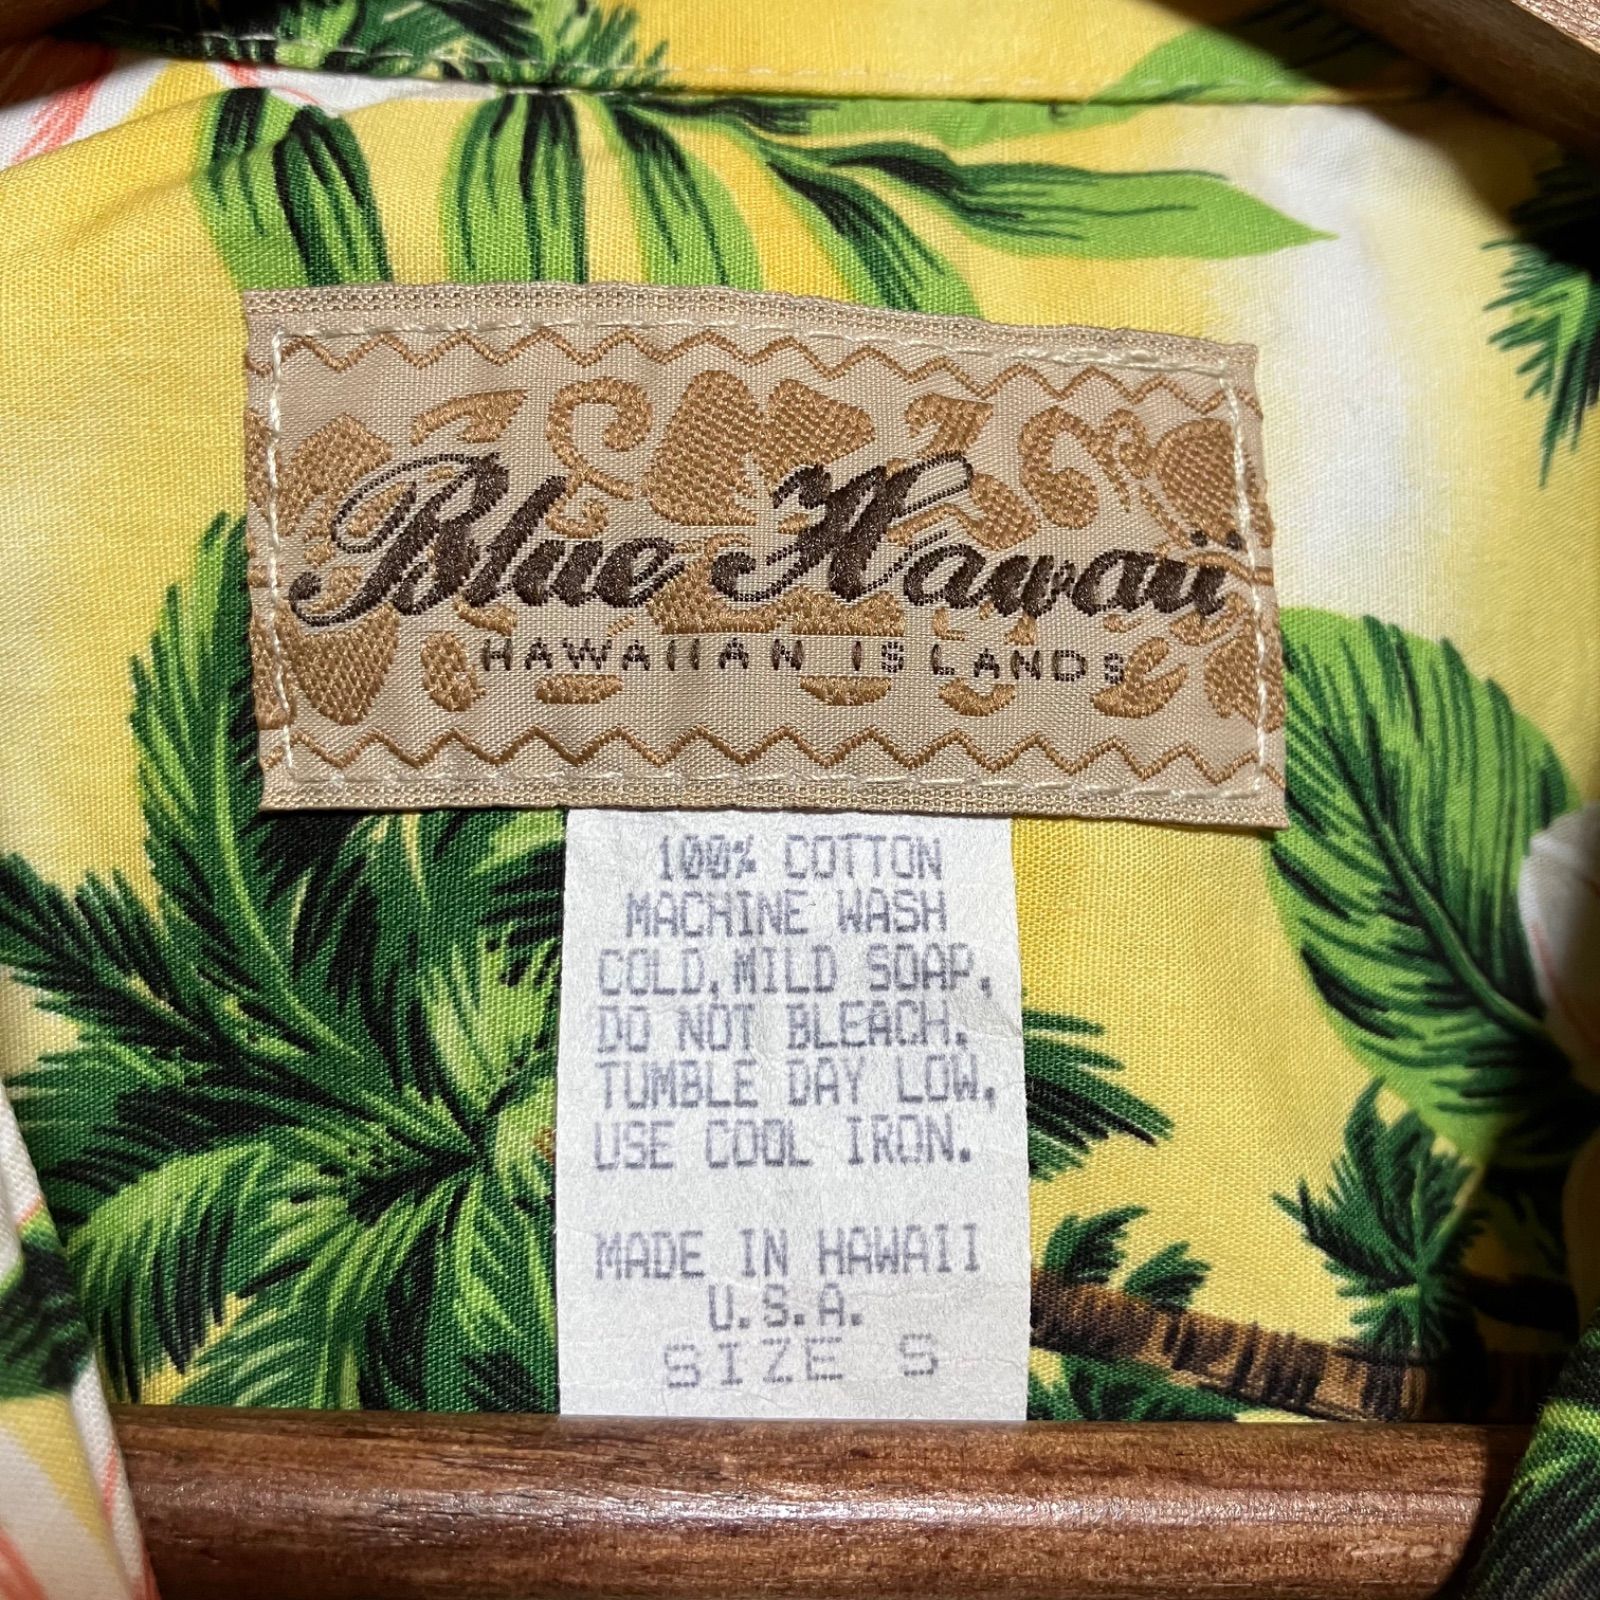 Blue Hawaii
HAWAIIAN ISLANDS
100% COTTON
MACHINE WASH
COLD, MILD SOAP,
DO NOT BLEACH.
TUMBLE DAY LOW,
USE COOL IRON.
MADE IN HAWAII
U.S.A.
SIZE S